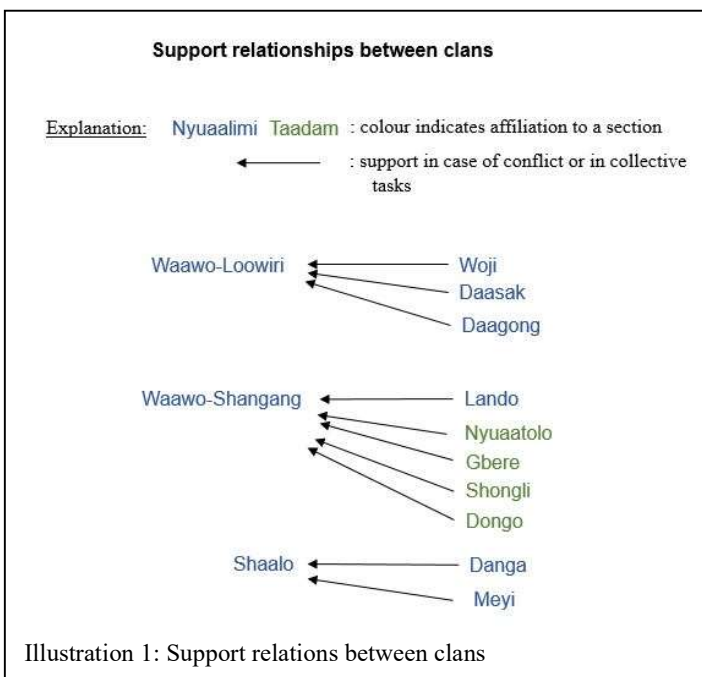 Support relationships between clans
Explanation: Nyuaalimi Taadam : colour indicates affiliation to a section
: support in case of conflict or in collective
tasks
Waawo-Loowiri Woji
Daasak
Daagong
Waawo-Shangang Lando
Nyuaatolo
Gbere
Shongli
Dongo
Shaalo Danga
Meyi
Illustration 1: Support relations between clans